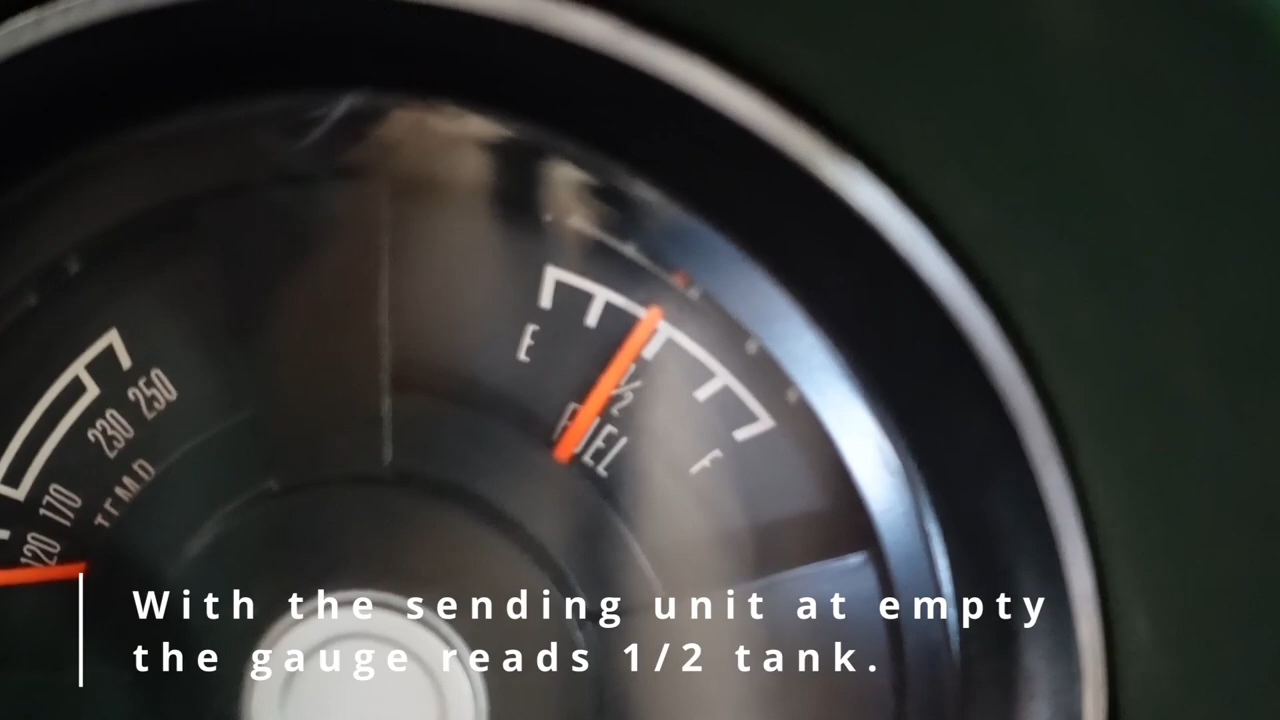 E
1/2
FUEL
F
250
230
170
120
TEMP
With the sending unit at empty
the gauge reads 1/2 tank.